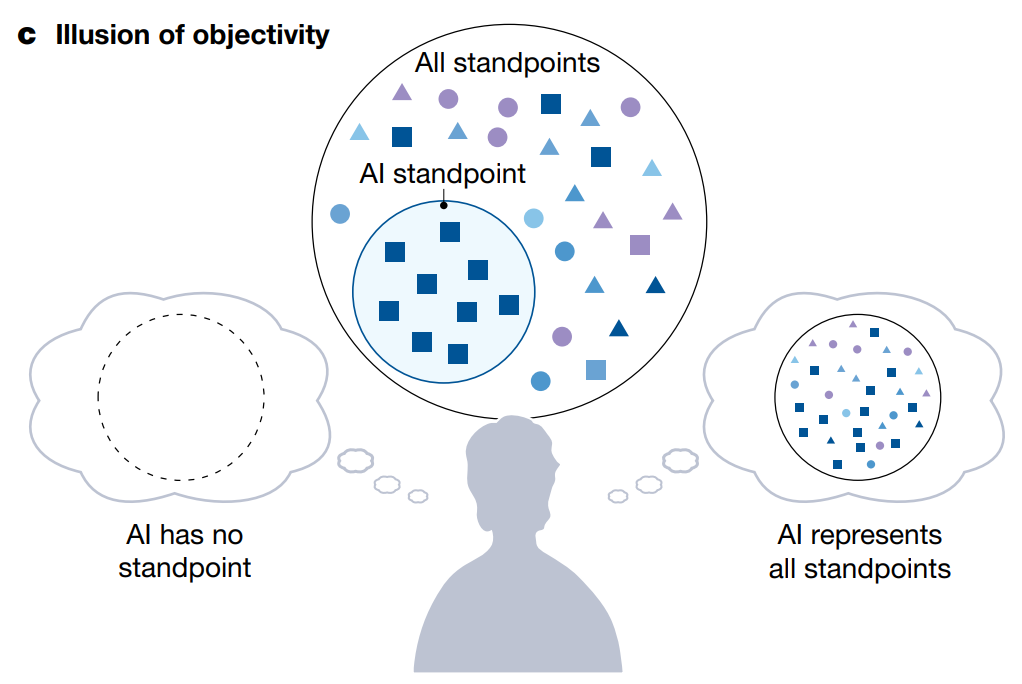 c Illusion of objectivity
All standpoints
AI standpoint
AI has no
standpoint
AI represents
all standpoints